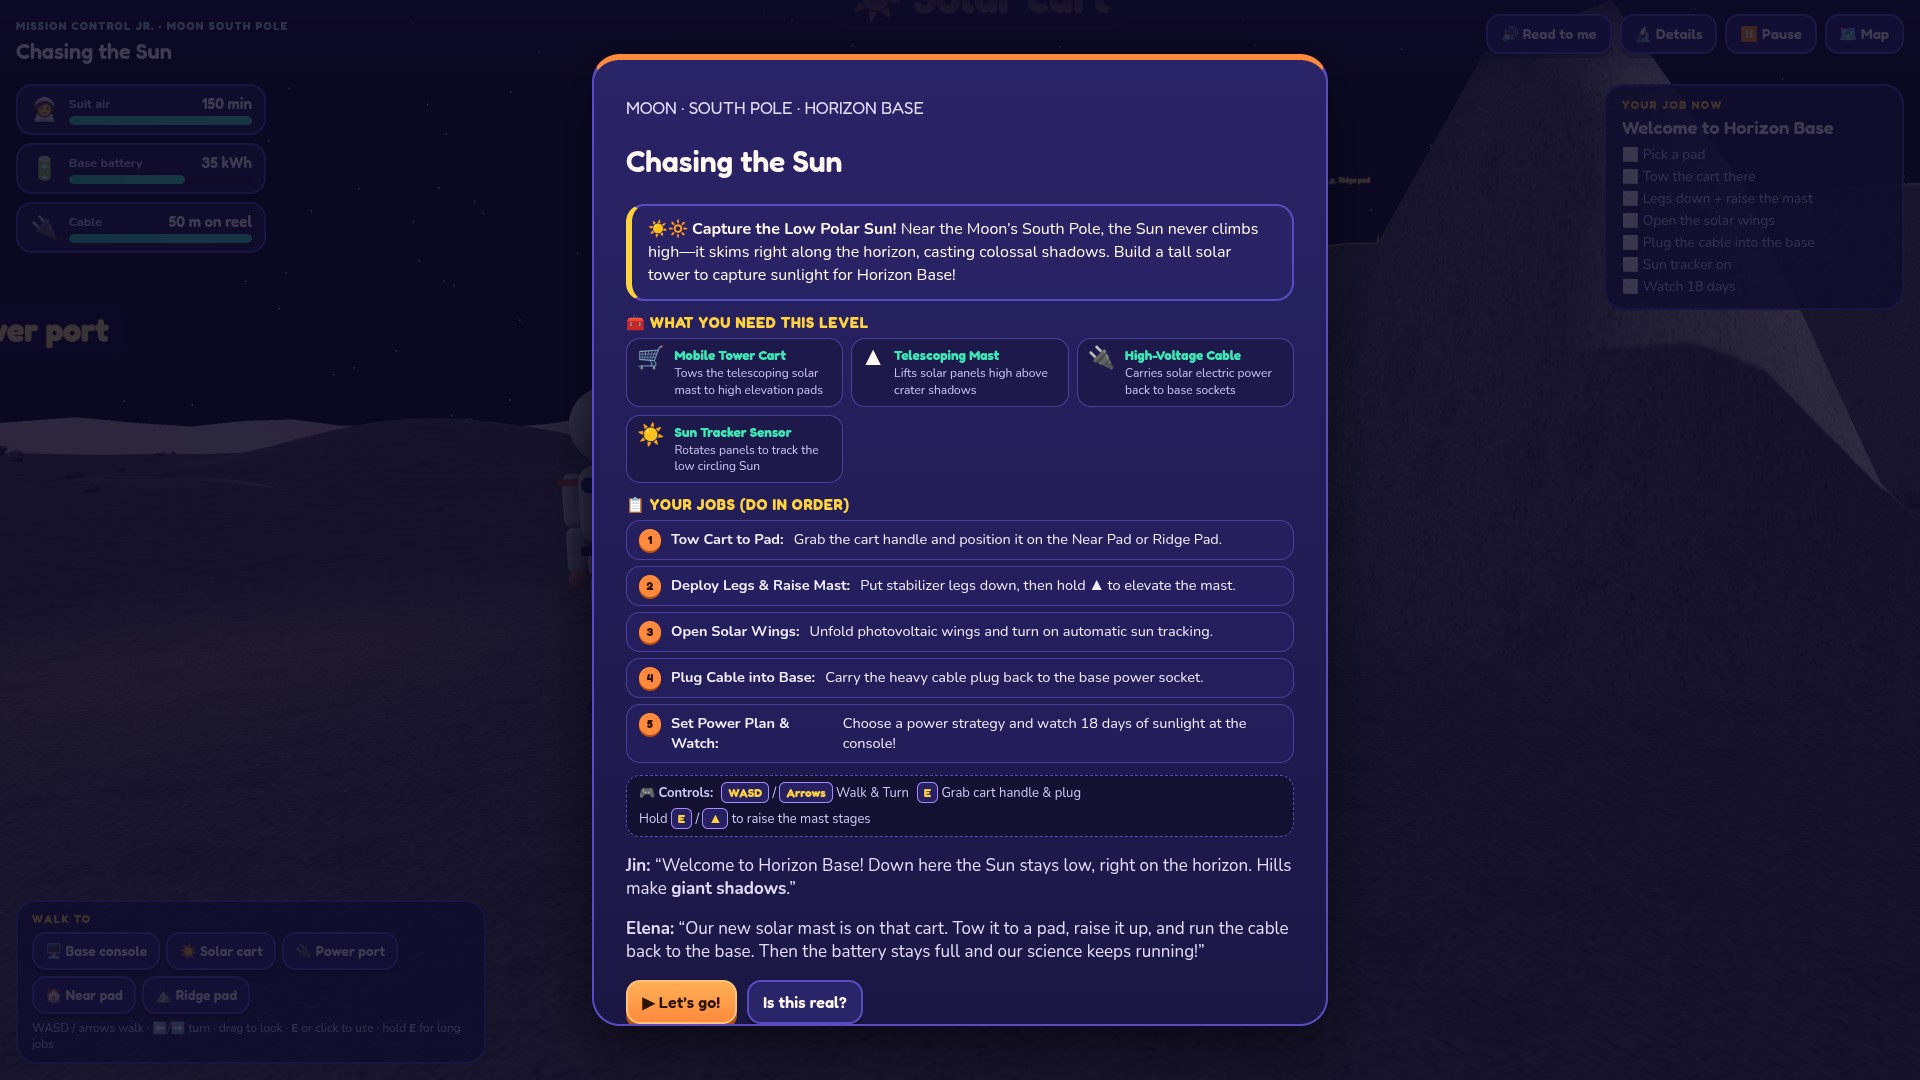 Solar cart
MISSION CONTROL JR. · MOON SOUTH POLE
Chasing the Sun
Suit air 150 min
Base battery 35 kWh
Cable 50 m on reel
Read to me
Details
Pause
Map
YOUR JOB NOW
Welcome to Horizon Base
Pick a pad
Tow the cart there
Legs down + raise the mast
Open the solar wings
Plug the cable into the base
Sun tracker on
Watch 18 days
Ridge pad
ver port
MOON · SOUTH POLE · HORIZON BASE
Chasing the Sun
Capture the Low Polar Sun! Near the Moon's South Pole, the Sun never climbs
high—it skims right along the horizon, casting colossal shadows. Build a tall solar
tower to capture sunlight for Horizon Base!
WHAT YOU NEED THIS LEVEL
Mobile Tower Cart
Tows the telescoping solar
mast to high elevation pads
Telescoping Mast
Lifts solar panels high above
crater shadows
High-Voltage Cable
Carries solar electric power
back to base sockets
Sun Tracker Sensor
Rotates panels to track the
low circling Sun
YOUR JOBS (DO IN ORDER)
1 Tow Cart to Pad: Grab the cart handle and position it on the Near Pad or Ridge Pad.
2 Deploy Legs & Raise Mast: Put stabilizer legs down, then hold ▲ to elevate the mast.
3 Open Solar Wings: Unfold photovoltaic wings and turn on automatic sun tracking.
4 Plug Cable into Base: Carry the heavy cable plug back to the base power socket.
5 Set Power Plan &
Watch:
Choose a power strategy and watch 18 days of sunlight at the
console!
Controls: WASD / Arrows Walk & Turn E Grab cart handle & plug
Hold E / ▲ to raise the mast stages
Jin: “Welcome to Horizon Base! Down here the Sun stays low, right on the horizon. Hills
make giant shadows.”
Elena: “Our new solar mast is on that cart. Tow it to a pad, raise it up, and run the cable
back to the base. Then the battery stays full and our science keeps running!”
▶ Let's go!
Is this real?
WALK TO
Base console
Solar cart
Power port
Near pad
Ridge pad
WASD / arrows walk · ⬅/➡ turn · drag to look · E or click to use · hold E for long
jobs